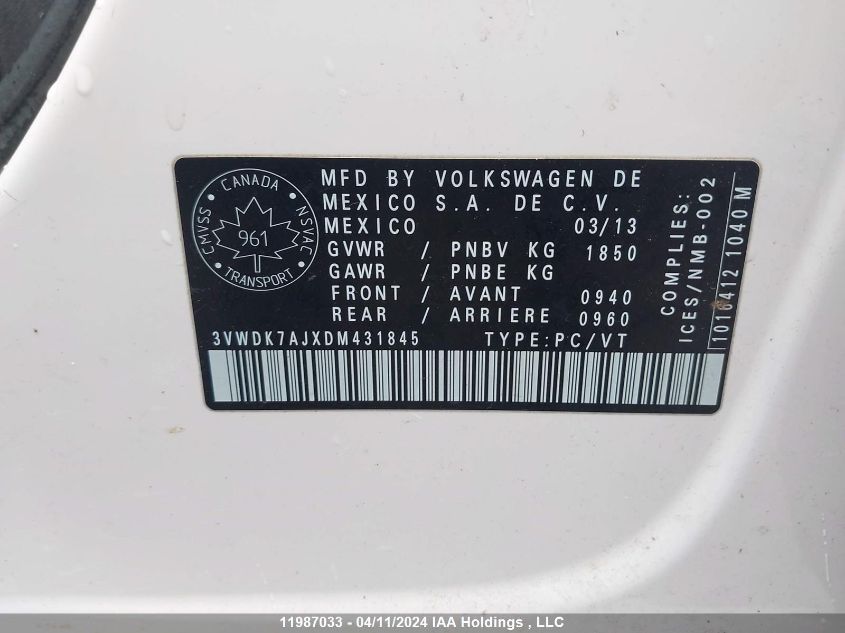 CANADA
CMVSS
NSVAC
961
TRANSPORT
MFD BY VOLKSWAGEN DE
MEXICO S.A. DE C.V.
MEXICO 03/13
GVWR / PNBV KG 1850
GAWR / PNBE KG
FRONT / AVANT 0940
REAR / ARRIERE 0960
3VWDK7AJXDM431845 TYPE:PC/VT
COMPLIES:
ICES/NMB-002
1016412 1040 M
11987033 - 04/11/2024 IAA Holdings , LLC